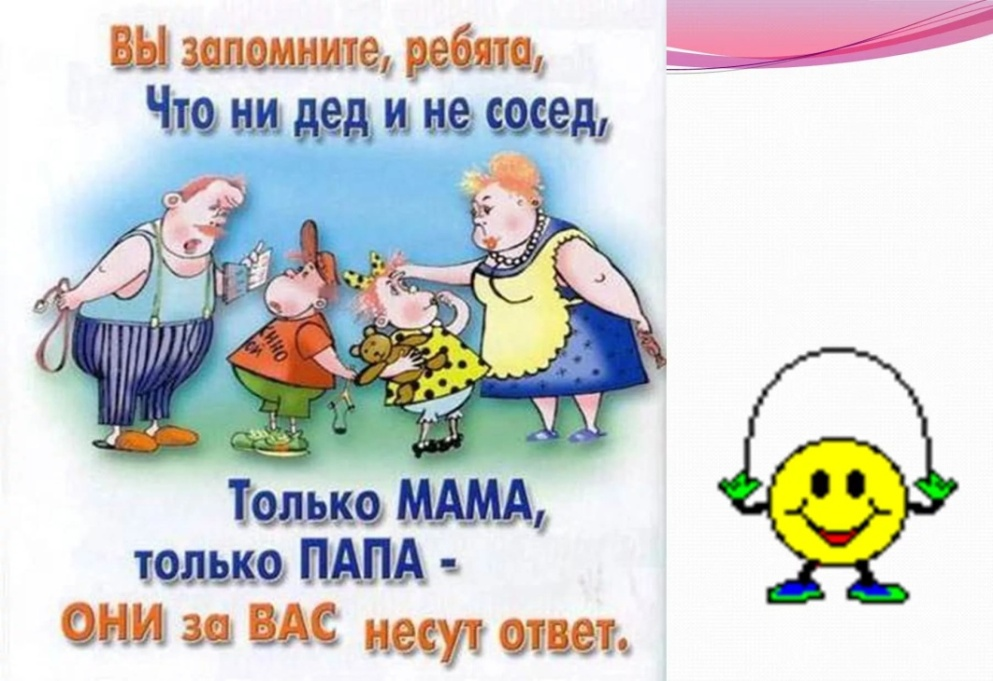 ВЫ запомните, ребята,
Что ни дед и не сосед,
Только МАМА,
только ПАПА -
ОНИ за ВАС несут ответ.